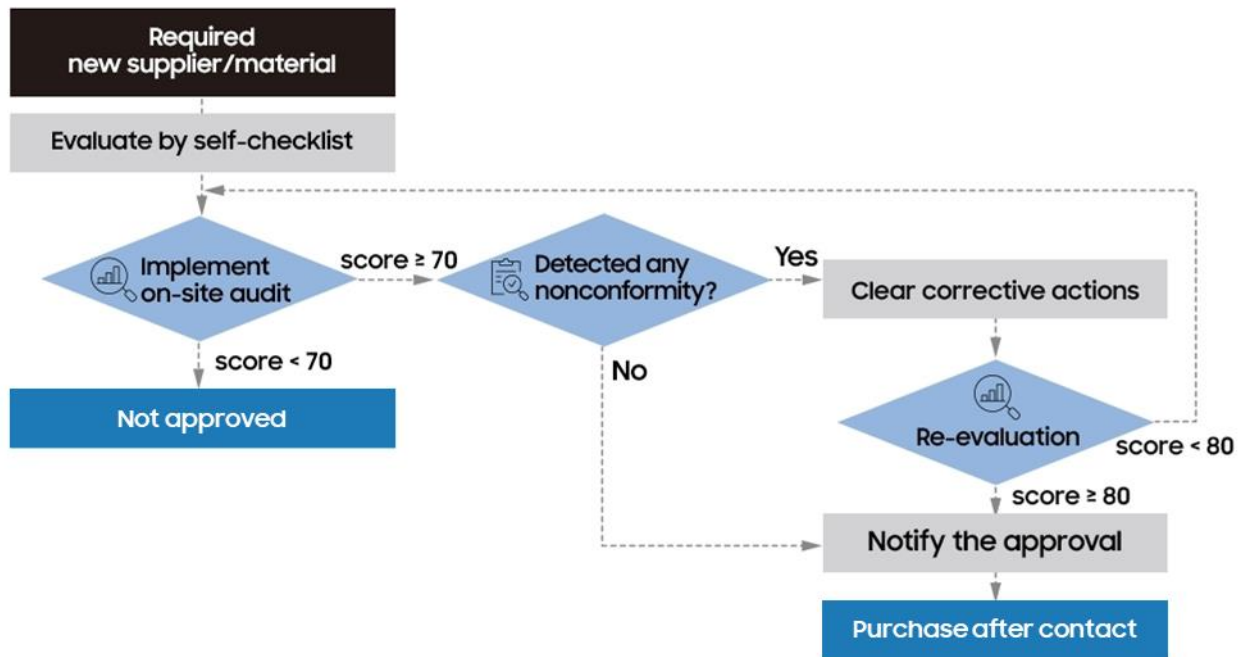 Required
new supplier/material
Evaluate by self-checklist
Implement
on-site audit
score ≥ 70
Detected any
nonconformity?
Yes
Clear corrective actions
score < 70
No
Not approved
Re-evaluation
score < 80
score ≥ 80
Notify the approval
Purchase after contact